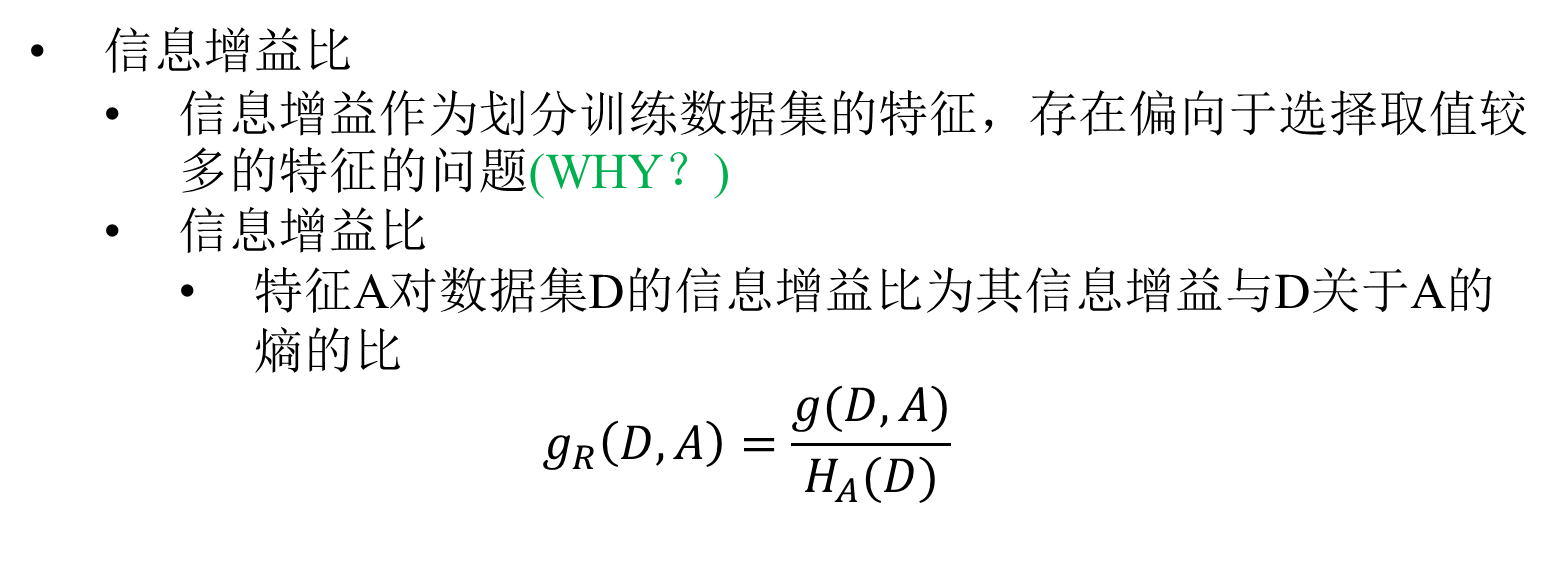 • 信息增益比
• 信息增益作为划分训练数据集的特征，存在偏向于选择取值较
多的特征的问题(WHY？)
• 信息增益比
• 特征A对数据集D的信息增益比为其信息增益与D关于A的
熵的比
g_R(D, A) = g(D, A) / H_A(D)